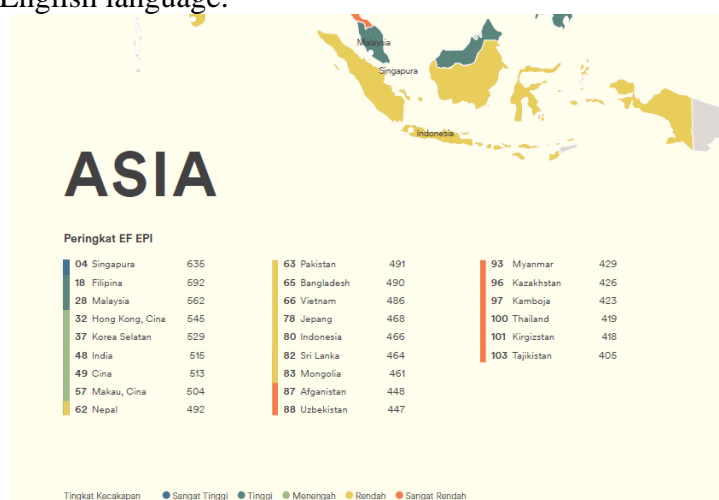 English language.
Malaysia
Singapura
Indonesia
ASIA
Peringkat EF EPI
04 Singapura 635
18 Filipina 592
28 Malaysia 562
32 Hong Kong, Cina 545
37 Korea Selatan 529
48 India 515
49 Cina 513
57 Makau, Cina 504
62 Nepal 492
63 Pakistan 491
65 Bangladesh 490
66 Vietnam 486
78 Jepang 468
80 Indonesia 466
82 Sri Lanka 464
83 Mongolia 461
87 Afganistan 448
88 Uzbekistan 447
93 Myanmar 429
96 Kazakhstan 426
97 Kamboja 423
100 Thailand 419
101 Kirgizstan 418
103 Tajikistan 405
Tingkat Kecakapan Sangat Tinggi Tinggi Menengah Rendah Sangat Rendah